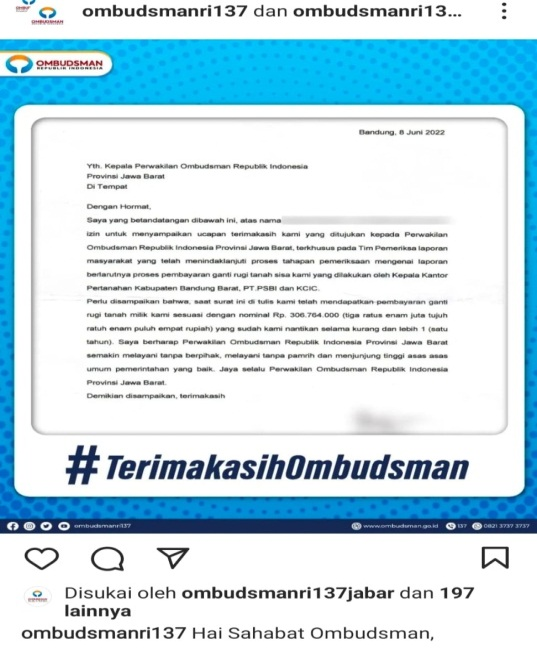 ombudsmanri137 dan ombudsmanri13...
OMBUDSMAN
REPUBLIK INDONESIA
Bandung, 8 Juni 2022
Yth. Kepala Perwakilan Ombudsman Republik Indonesia
Provinsi Jawa Barat
Di Tempat
Dengan Hormat,
Saya yang betandatangan dibawah ini, atas nama
izin untuk menyampaikan ucapan terimakasih kami yang ditujukan kepada Perwakilan
Ombudsman Republik Indonesia Provinsi Jawa Barat, terkhusus pada Tim Pemeriksa laporan
masyarakat yang telah menindaklanjuti proses tahapan pemeriksaan mengenai laporan
berlarutnya proses pembayaran ganti rugi tanah sisa kami yang dilakukan oleh Kepala Kantor
Pertanahan Kabupaten Bandung Barat, PT.PSBI dan KCIC.
Perlu disampaikan bahwa, saat surat ini di tulis kami telah mendapatkan pembayaran ganti
rugi tanah milik kami sesuasi dengan nominal Rp. 306.764.000 (tiga ratus enam juta tujuh
ratuh enam puluh empat rupiah) yang sudah kami nantikan selama kurang dan lebih 1 (satu
tahun). Saya berharap Perwakilan Ombudsman Republik Indonesia Provinsi Jawa Barat
semakin melayani tanpa berpihak, melayani tanpa pamrih dan menjunjung tinggi asas asas
umum pemerintahan yang baik. Jaya selalu Perwakilan Ombudsman Republik Indonesia
Provinsi Jawa Barat.
Demikian disampaikan, terimakasih
#TerimakasihOmbudsman
ombudsmanri137 www.ombudsman.go.id 137 0821 3737 3737
Disukai oleh ombudsmanri137jabar dan 197
lainnya
ombudsmanri137 Hai Sahabat Ombudsman,